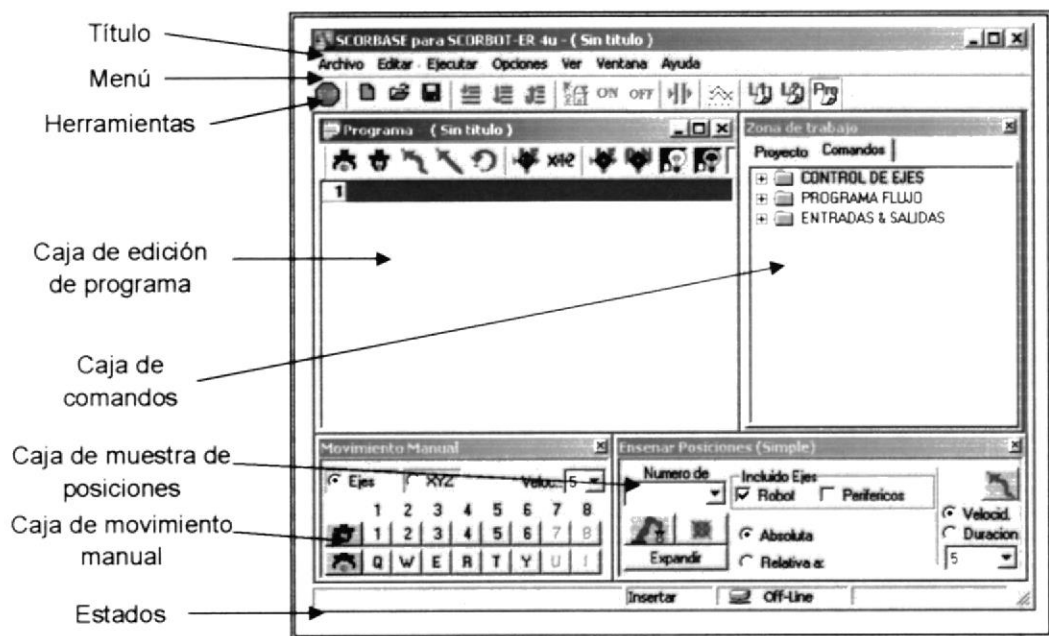 Título
Menú
Herramientas
Caja de edición
de programa
Caja de
comandos
Caja de muestra de
posiciones
Caja de movimiento
manual
Estados
SCORBASE para SCORBOT-ER 4u - ( Sin titulo )
Archivo Editar Ejecutar Opciones Ver Ventana Ayuda
ON OFF
Programa - ( Sin titulo )
XYZ
1
Zona de trabajo
Proyecto Comandos
CONTROL DE EJES
PROGRAMA FLUJO
ENTRADAS & SALIDAS
Movimiento Manual
Ejes XYZ Veloc. 5
1 2 3 4 5 6 7 8
1 2 3 4 5 6 7 8
Q W E R T Y U I
Ensenar Posiciones (Simple)
Numero de
Incluido Ejes
Robot Perifericos
Absoluta
Relativa a:
Expandir
Velocid.
Duracion
5
Insertar Off-Line